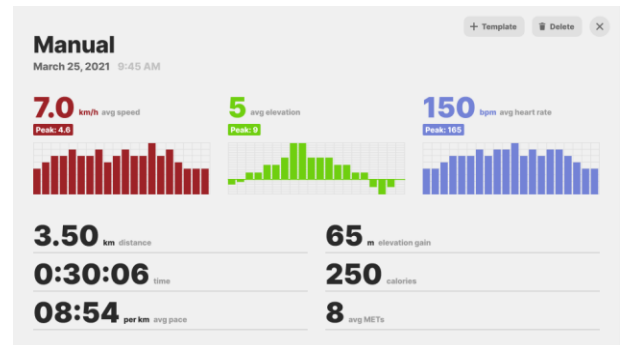 + Template
Delete
Manual
March 25, 2021 9:45 AM
7.0 km/h avg speed
Peak: 4.6
5 avg elevation
Peak: 9
150 bpm avg heart rate
Peak: 165
3.50 km distance
65 m elevation gain
0:30:06 time
250 calories
08:54 per km avg pace
8 avg METs